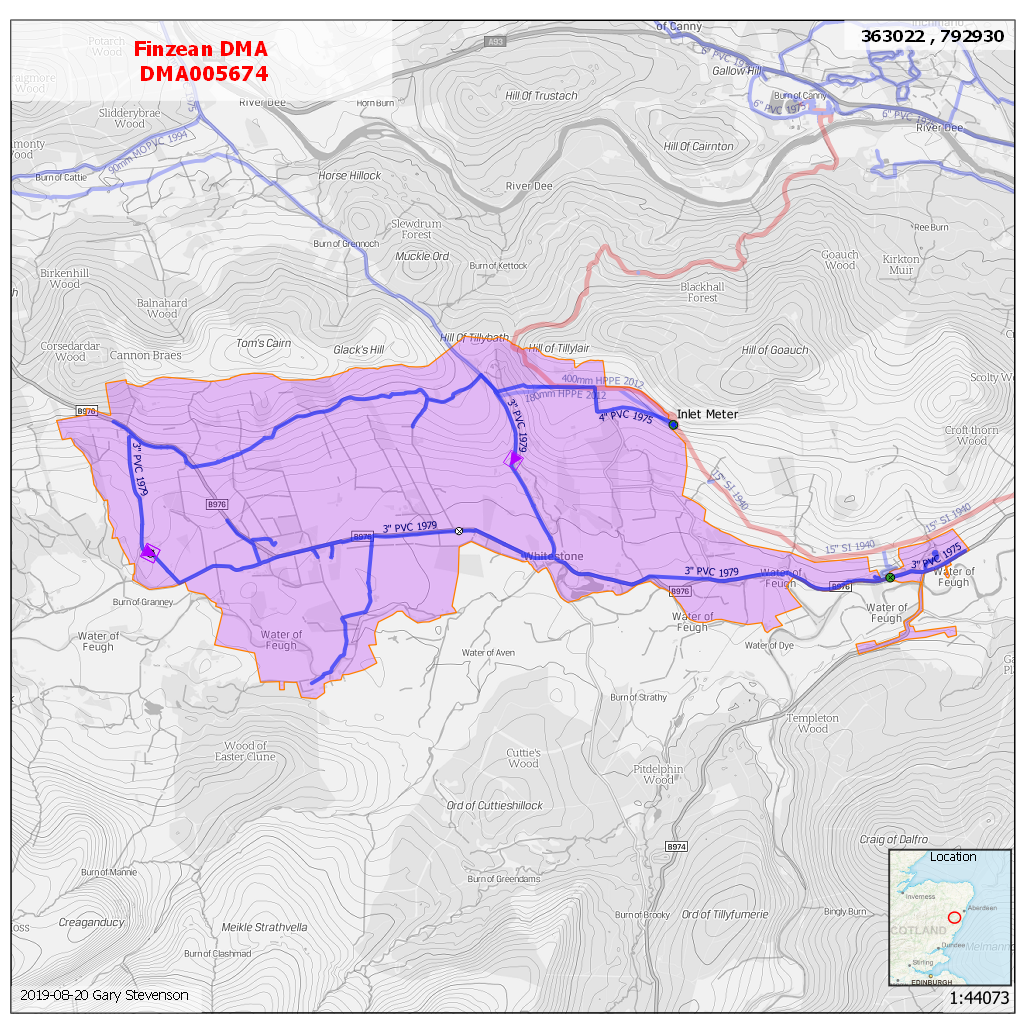 Finzean DMA
DMA005674
363022 , 792930
of Canny
A93
Potarch
Wood
6" PVC 1975
Gallow Hill
Burn of Canny
6" PVC 1975
6" PVC 1975
River Dee
River Dee
Horn Burn
Hill Of Trustach
Slidderybrae
Wood
90mm MOPVC 1994
Burn of Cattie
Horse Hillock
River Dee
Hill Of Cairnton
Slewdrum
Forest
Muckle Ord
Burn of Grennoch
Burn of Kettock
Ree Burn
Goauch
Wood
Kirkton
Muir
Blackhall
Forest
Birkenhill
Wood
Balnahard
Wood
Corsedardar
Wood
Cannon Braes
Tom's Cairn
Glack's Hill
Hill Of Tillybath
Hill Of Tillylair
Hill of Goauch
Scolty
400mm HPPE 2012
180mm HPPE 2012
4" PVC 1975
Inlet Meter
B976
3" PVC 1979
3" PVC 1979
Croft thorn
Wood
15" SI 1940
15" SI 1940
15" SI 1940
B976
B976
3" PVC 1979
Whitestone
3" PVC 1979
3" PVC 1975
Water of
Feugh
Water of
Feugh
B976
B976
Burn of Granney
Water of
Feugh
Water of
Feugh
Water of
Feugh
Water of
Feugh
Water of Aven
Water of Dye
Burn of Strathy
Templeton
Wood
Wood of
Easter Clune
Cuttie's
Wood
Pitdelphin
Wood
Ord of Cuttieshillock
B974
Craig of Dalfro
Burn of Mannie
Burn of Greendams
Creaganducy
Meikle Strathvella
Burn of Brooky
Ord of Tillyfumerie
Bingly Burn
Burn of Clashmad
Location
Inverness
Aberdeen
COTLAND
Dundee
Stirling
EDINBURGH
2019-08-20 Gary Stevenson
1:44073